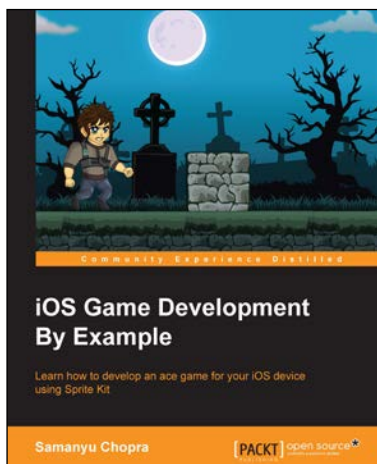 Community Experience Distilled
iOS Game Development
By Example
Learn how to develop an ace game for your iOS device
using Sprite Kit
Samanyu Chopra
[PACKT] open source*
PUBLISHING